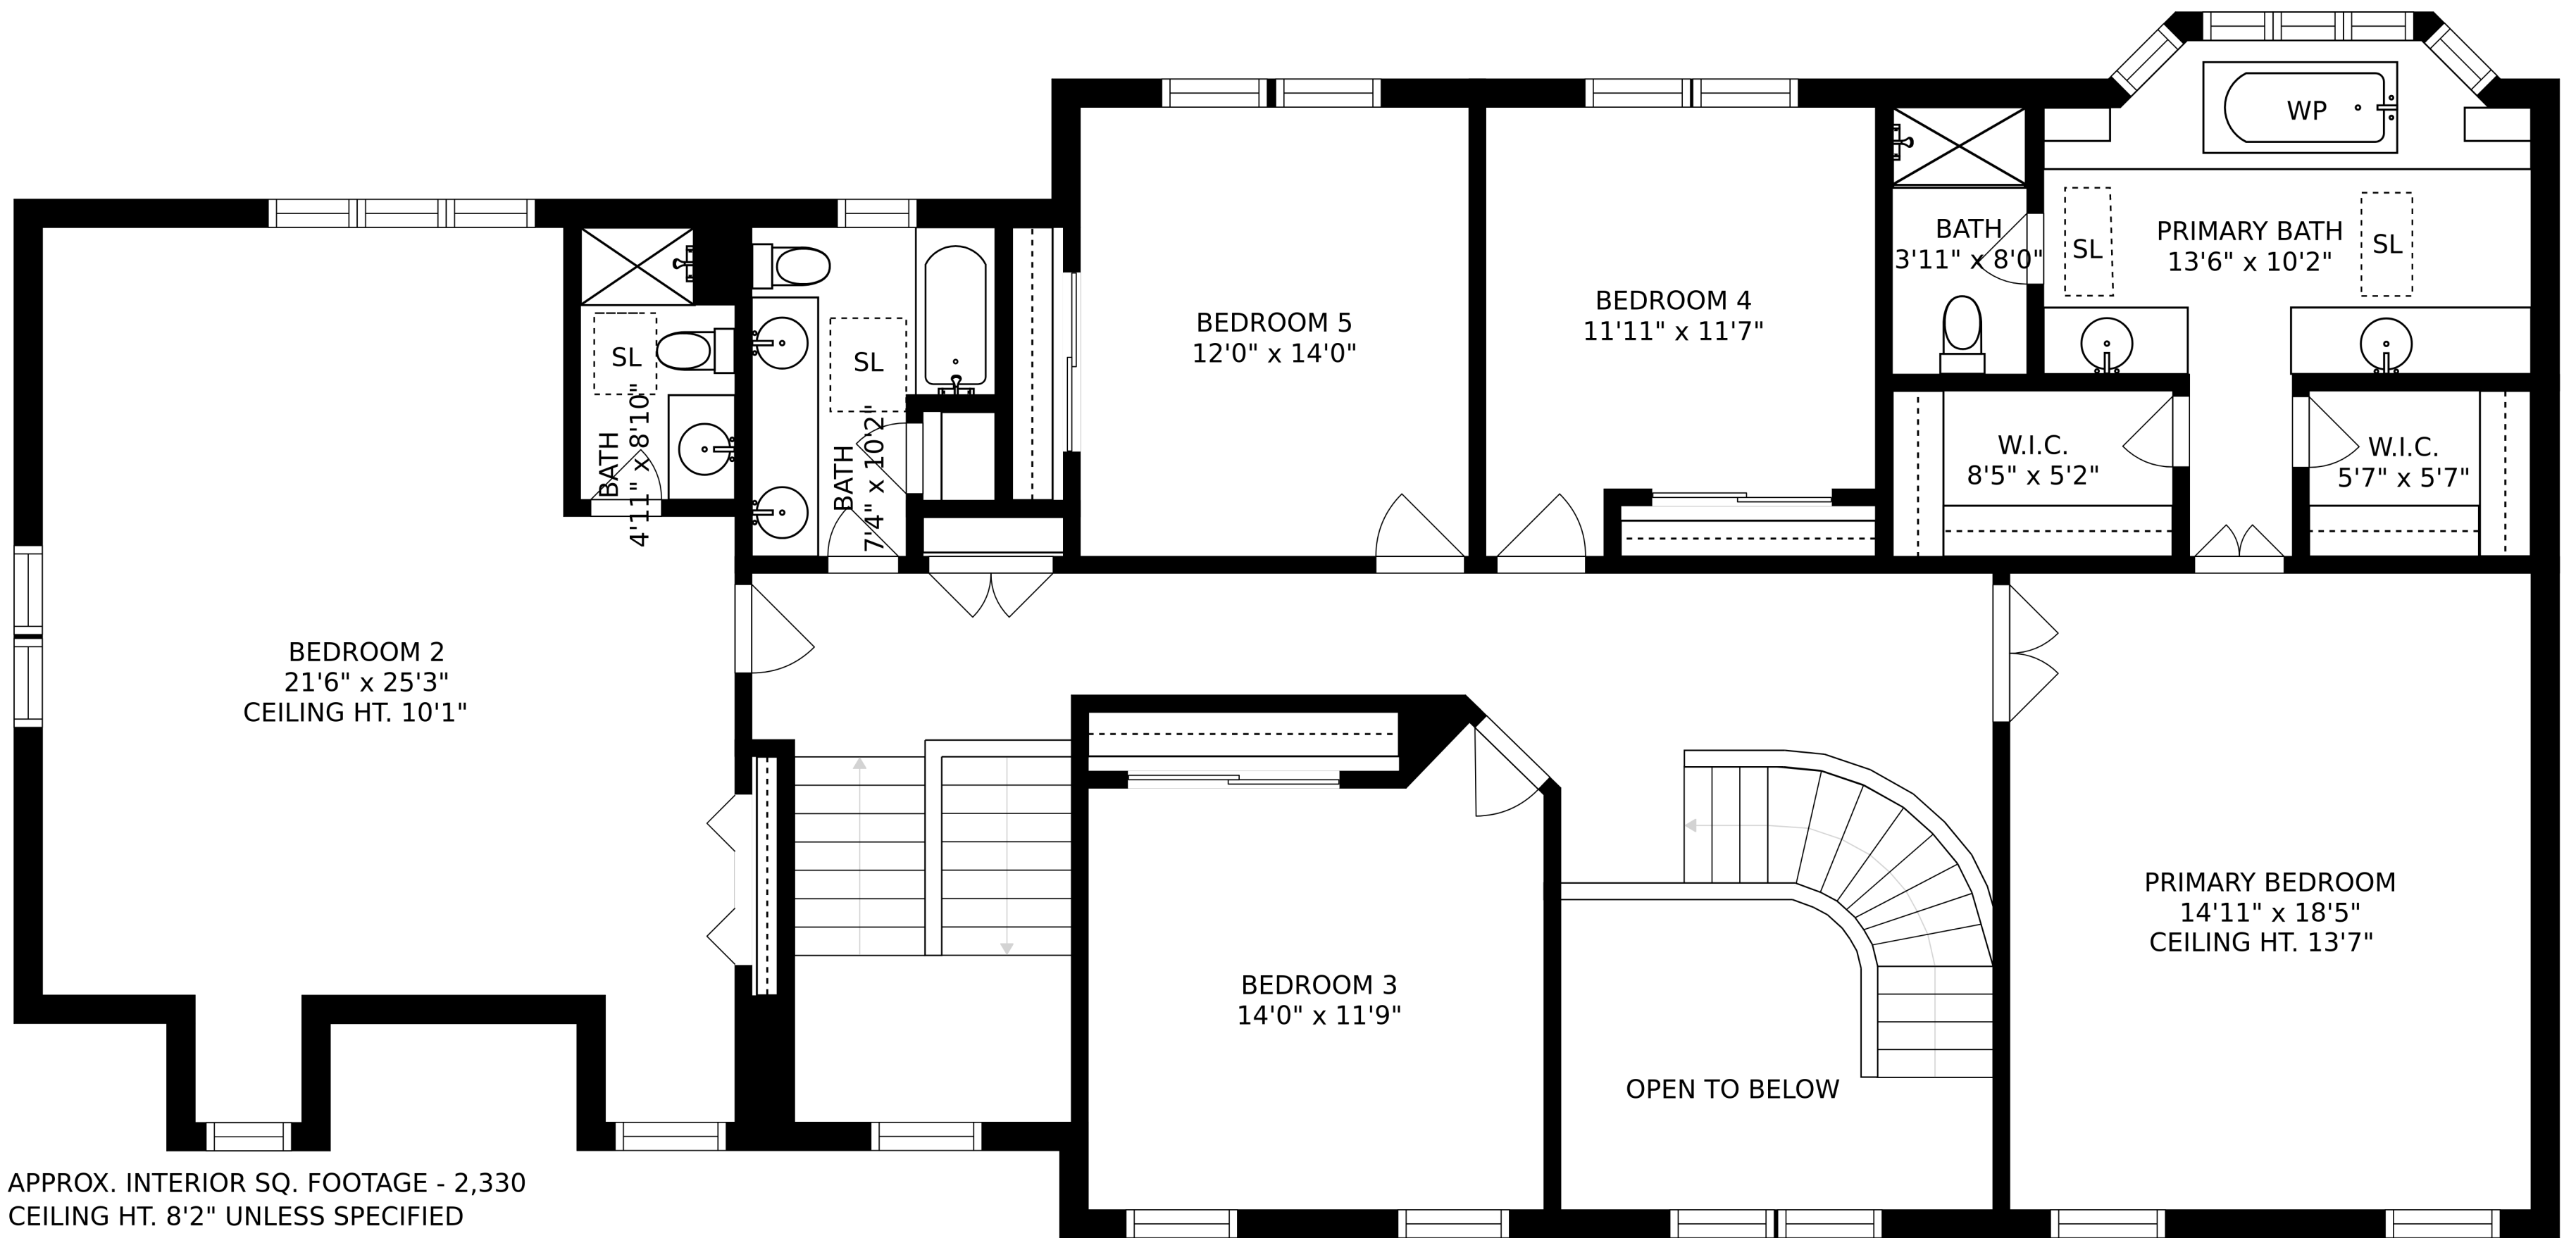 WP
BATH
3'11" x 8'0"
SL
PRIMARY BATH
13'6" x 10'2"
SL
BEDROOM 5
12'0" x 14'0"
BEDROOM 4
11'11" x 11'7"
SL
BATH
4'11" x 8'10"
SL
BATH
7'4" x 10'2"
W.I.C.
8'5" x 5'2"
W.I.C.
5'7" x 5'7"
BEDROOM 2
21'6" x 25'3"
CEILING HT. 10'1"
PRIMARY BEDROOM
14'11" x 18'5"
CEILING HT. 13'7"
BEDROOM 3
14'0" x 11'9"
OPEN TO BELOW
APPROX. INTERIOR SQ. FOOTAGE - 2,330
CEILING HT. 8'2" UNLESS SPECIFIED